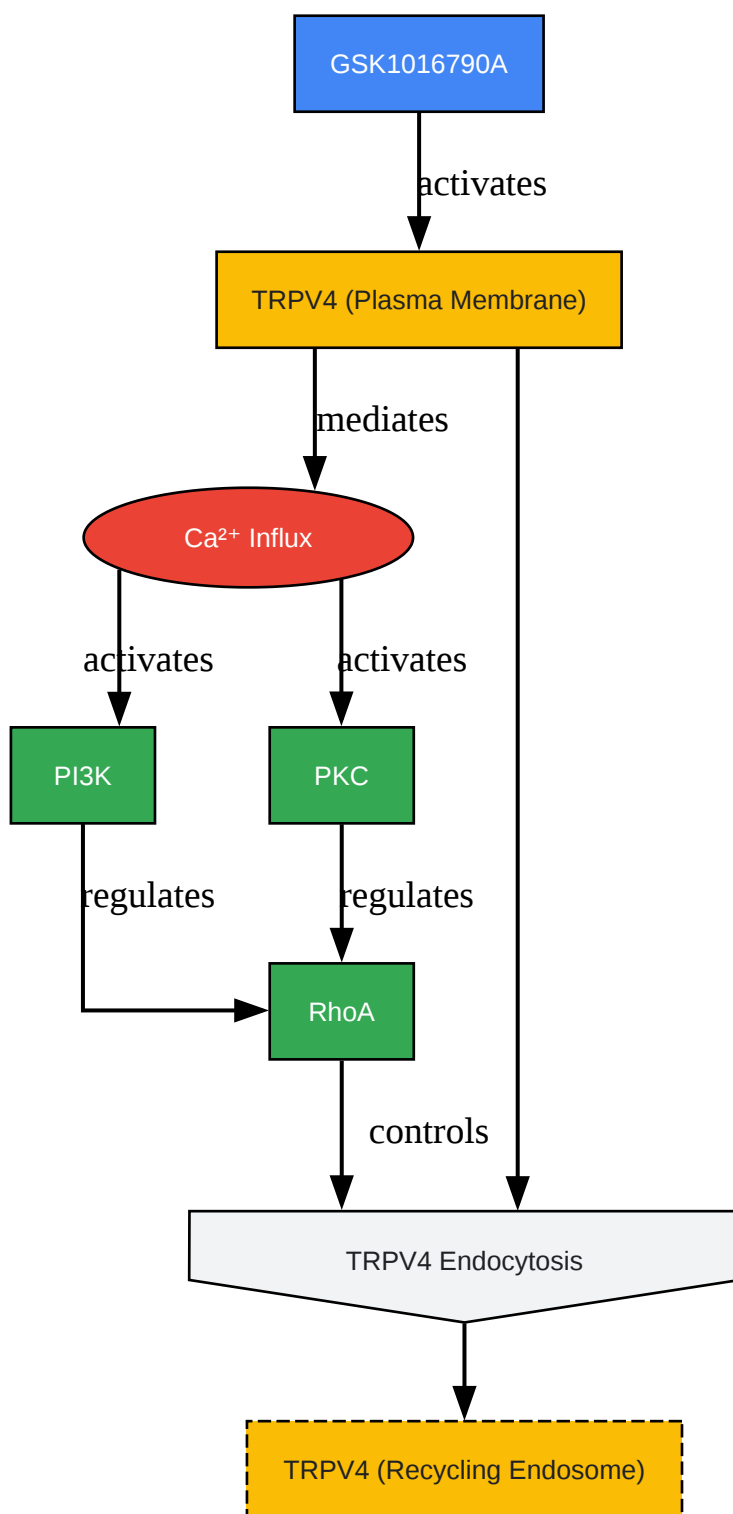 GSK1016790A
activates
TRPV4 (Plasma Membrane)
mediates
Ca²⁺ Influx
activates
activates
PI3K
PKC
regulates
regulates
RhoA
controls
TRPV4 Endocytosis
TRPV4 (Recycling Endosome)